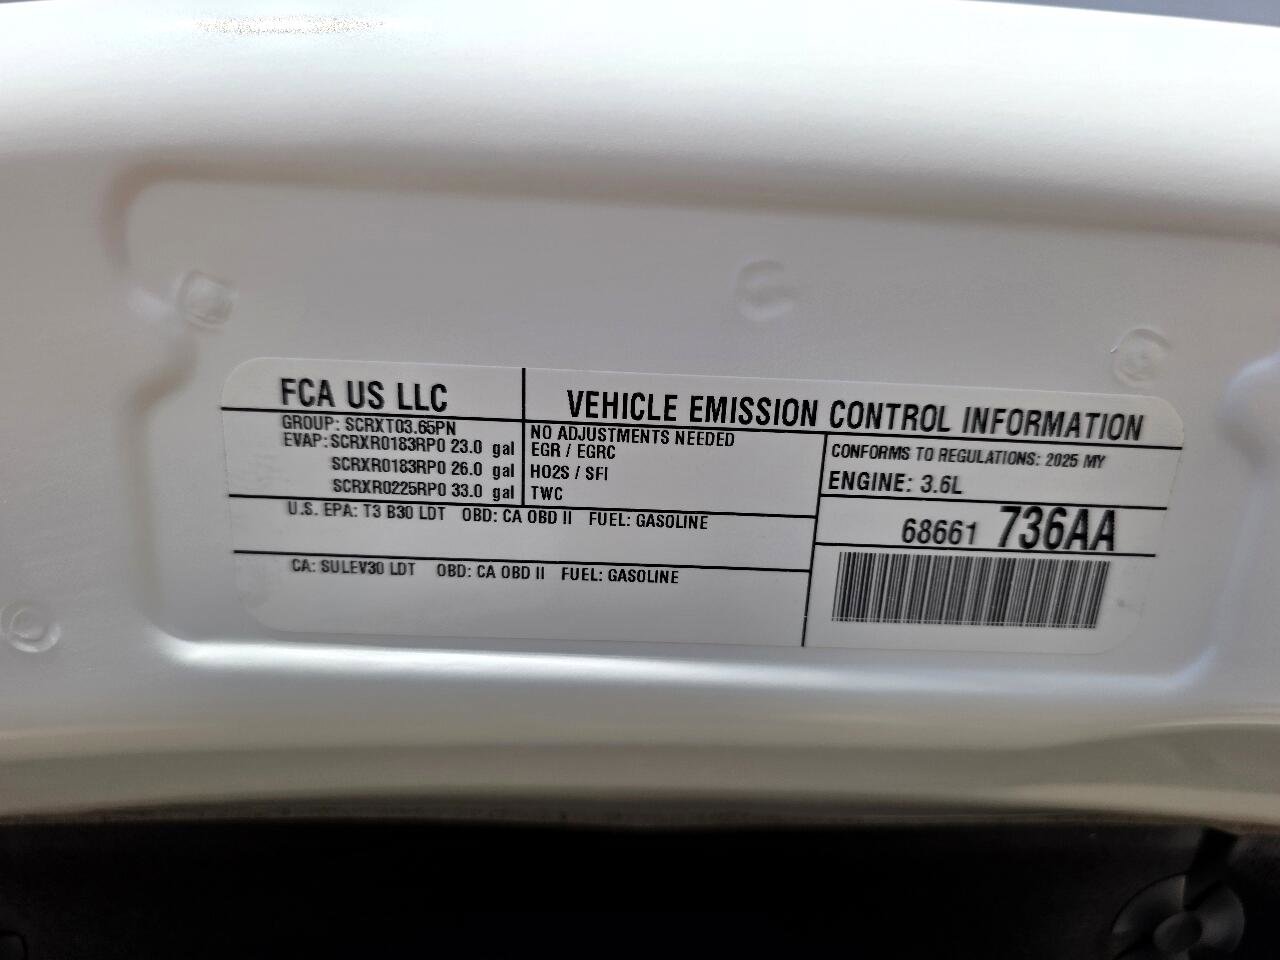 FCA US LLC
VEHICLE EMISSION CONTROL INFORMATION
GROUP: SCRXT03.65PN
EVAP: SCRXR0183RP0 23.0 gal
SCRXR0183RP0 26.0 gal
SCRXR0225RP0 33.0 gal
NO ADJUSTMENTS NEEDED
EGR / EGRC
HO2S / SFI
TWC
CONFORMS TO REGULATIONS: 2025 MY
ENGINE: 3.6L
U.S. EPA: T3 B30 LDT OBD: CA OBD II FUEL: GASOLINE
CA: SULEV30 LDT OBD: CA OBD II FUEL: GASOLINE
68661 736AA